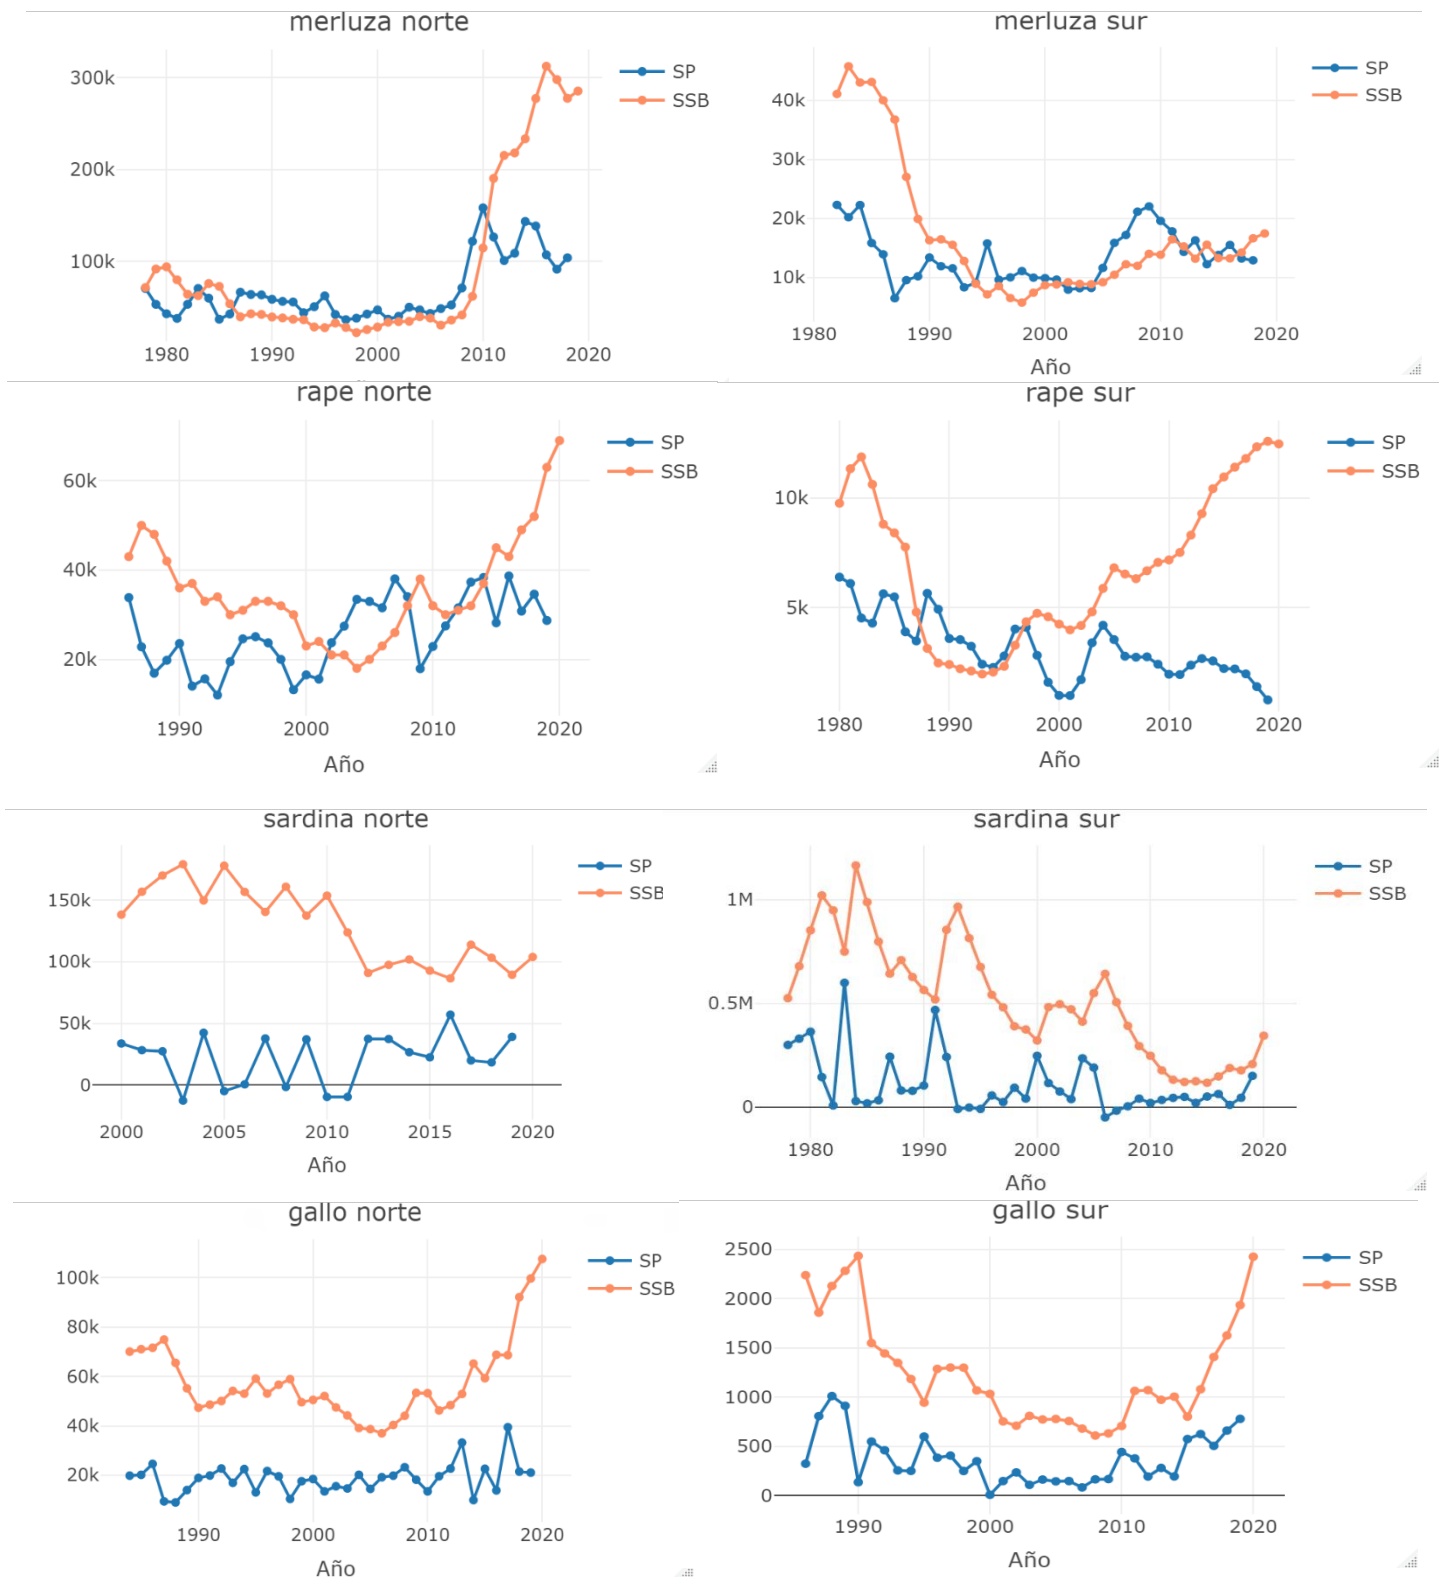 merluza norte
300k
200k
100k
1980 1990 2000 2010 2020
SP
SSB
merluza sur
40k
30k
20k
10k
1980 1990 2000 2010 2020
Año
SP
SSB
rape norte
60k
40k
20k
1990 2000 2010 2020
Año
SP
SSB
rape sur
10k
5k
1980 1990 2000 2010 2020
Año
SP
SSB
sardina norte
150k
100k
50k
0
2000 2005 2010 2015 2020
Año
SP
SSB
sardina sur
1M
0.5M
0
1980 1990 2000 2010 2020
Año
SP
SSB
gallo norte
100k
80k
60k
40k
20k
1990 2000 2010 2020
Año
SP
SSB
gallo sur
2500
2000
1500
1000
500
0
1990 2000 2010 2020
Año
SP
SSB